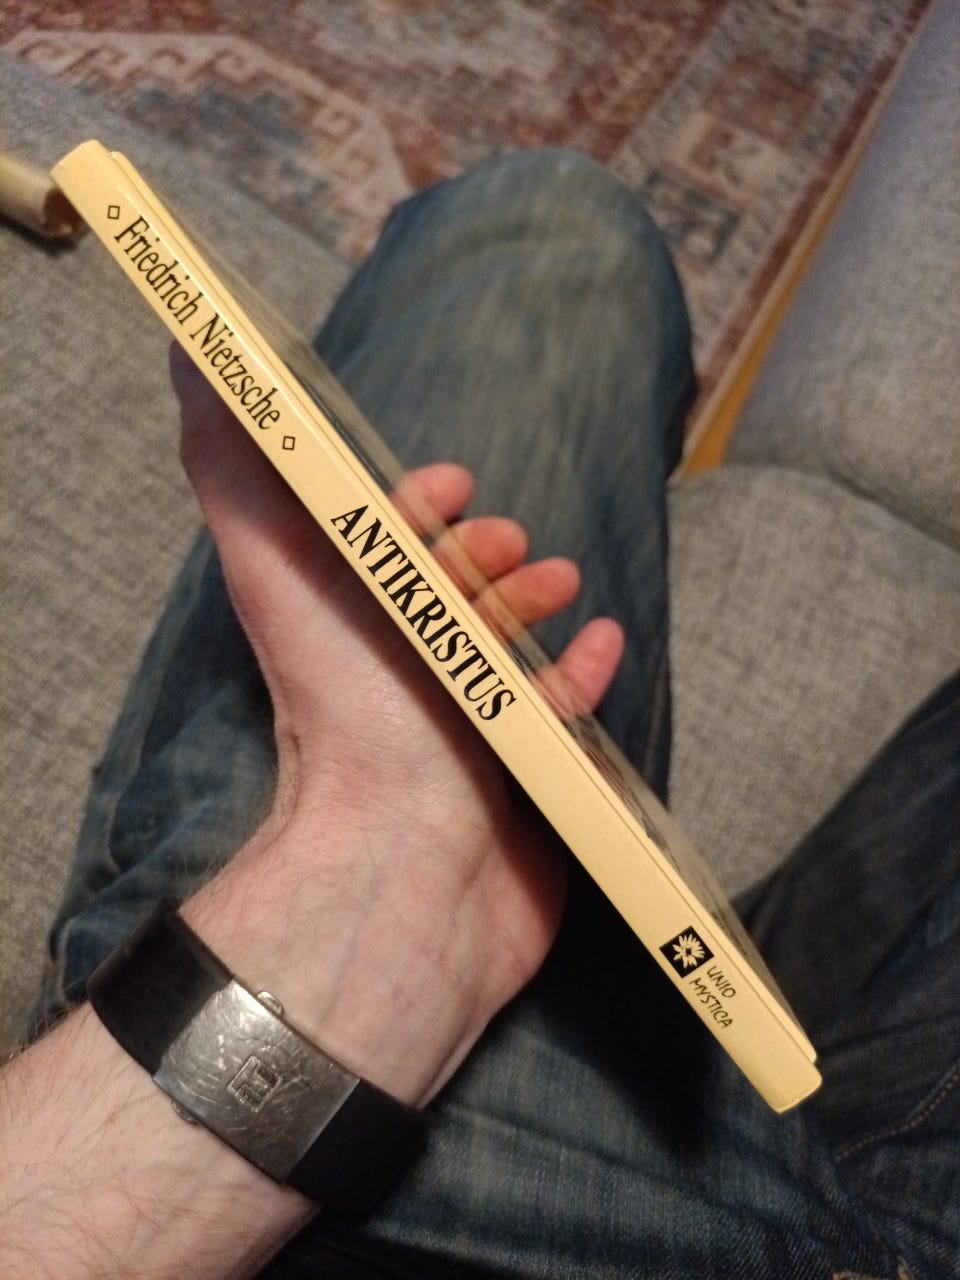 ◇ Friedrich Nietzsche ◇
ANTIKRISTUS
UNIO
MYSTICA